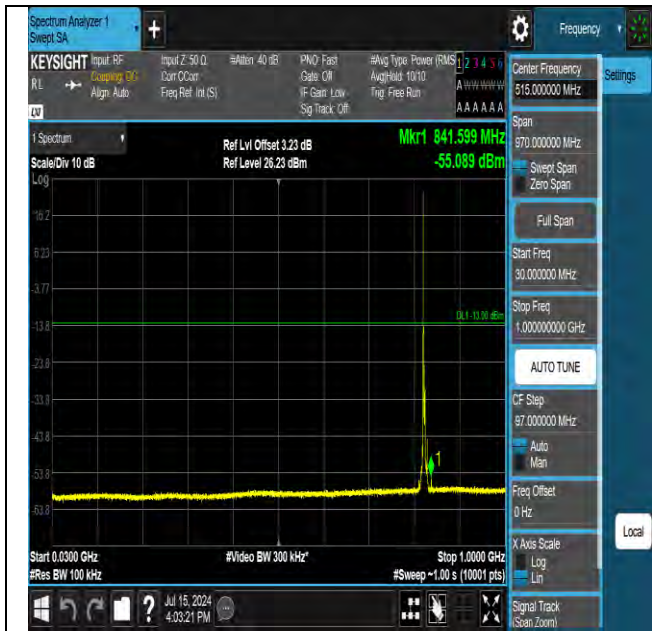 Spectrum Analyzer 1
Swept SA
+
Frequency
KEYSIGHT Input: RF Input Z: 50 Ω #Atten: 40 dB PNO: Fast #Avg Type: Power (RMS 1 2 3 4 5 6
RL Coupling: DC Corr CCorr Gate: Off Avg|Hold: 10/10 A W W W W W
Align: Auto Freq Ref: Int (S) IF Gain: Low Trig: Free Run
Sig Track: Off A A A A A A
LXI
1 Spectrum
Ref Lvl Offset 3.23 dB Mkr1 841.599 MHz
Scale/Div 10 dB Ref Level 26.23 dBm -55.089 dBm
Log
16.2
6.23
-3.77
DL1 -13.00 dBm
-13.8
-23.8
-33.8
-43.8
1
-53.8
-63.8
Start 0.0300 GHz #Video BW 300 kHz* Stop 1.0000 GHz
#Res BW 100 kHz #Sweep ~1.00 s (10001 pts)
? Jul 15, 2024
4:03:21 PM
Center Frequency
515.000000 MHz
Settings
Span
970.000000 MHz
Swept Span
Zero Span
Full Span
Start Freq
30.000000 MHz
Stop Freq
1.000000000 GHz
AUTO TUNE
CF Step
97.000000 MHz
Auto
Man
Freq Offset
0 Hz
Local
X Axis Scale
Log
Lin
Signal Track
(Span Zoom)